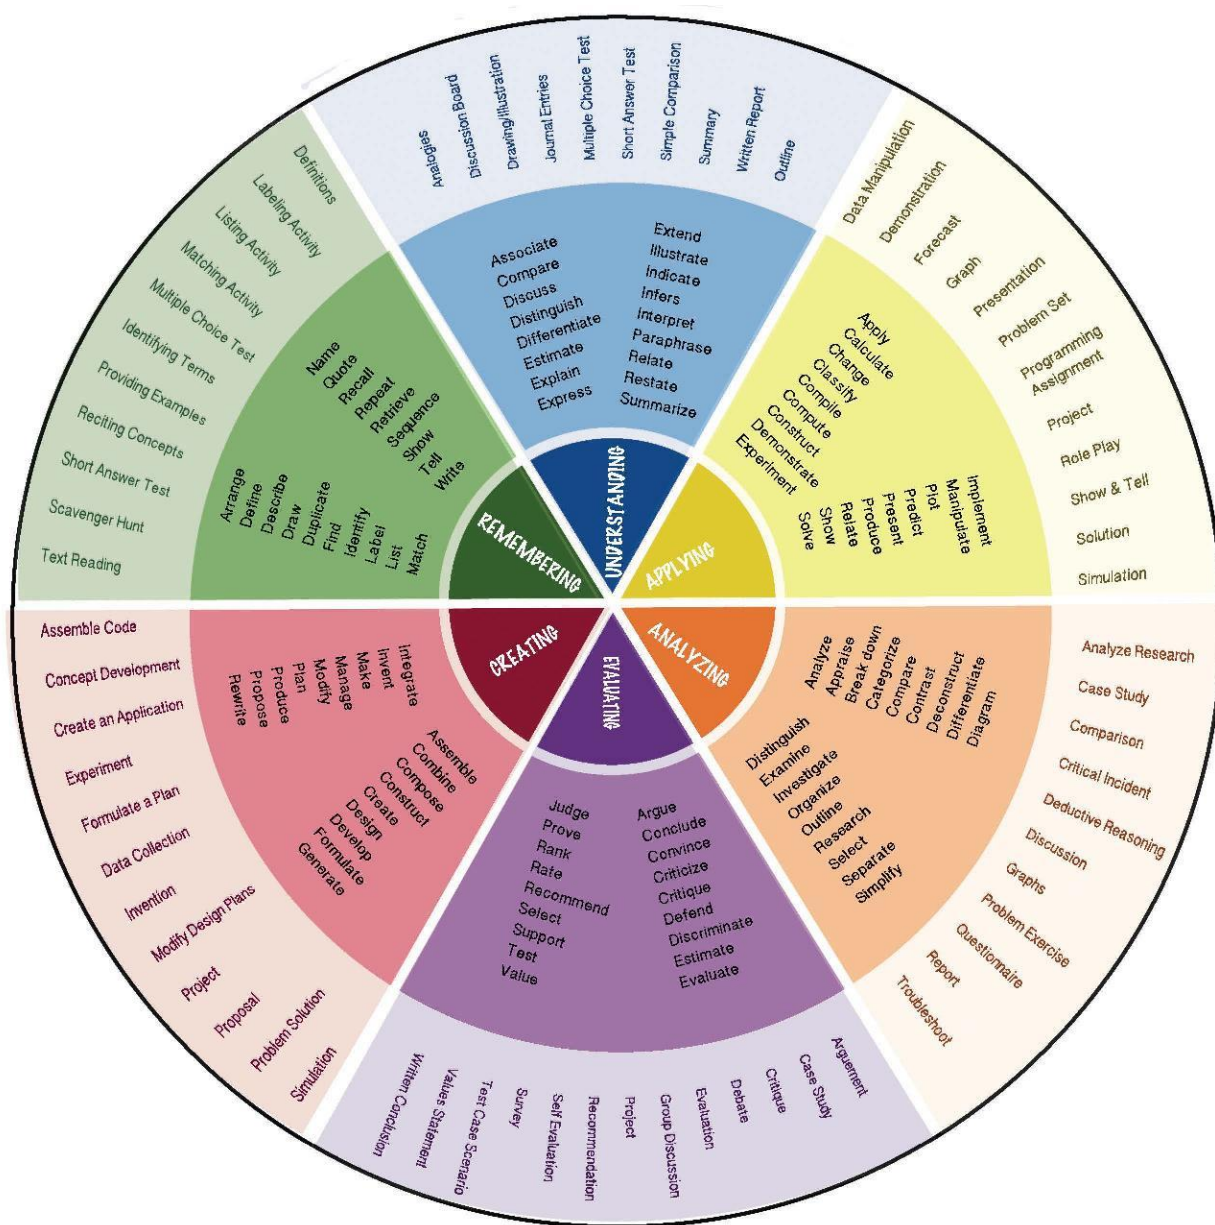 REMEMBERING
Name
Quote
Recall
Repeat
Retrieve
Sequence
Show
Tell
Write
Arrange
Define
Describe
Draw
Duplicate
Find
Identify
Label
List
Match
Definitions
Labeling Activity
Listing Activity
Matching Activity
Multiple Choice Test
Identifying Terms
Providing Examples
Reciting Concepts
Short Answer Test
Scavenger Hunt
Text Reading
UNDERSTANDING
Associate
Compare
Discuss
Distinguish
Differentiate
Estimate
Explain
Express
Extend
Illustrate
Indicate
Infers
Interpret
Paraphrase
Relate
Restate
Summarize
Analogies
Discussion Board
Drawing/Illustration
Journal Entries
Multiple Choice Test
Short Answer Test
Simple Comparison
Summary
Written Report
Outline
APPLYING
Apply
Calculate
Change
Classify
Compile
Compute
Construct
Demonstrate
Experiment
Implement
Manipulate
Plot
Predict
Present
Produce
Relate
Show
Solve
Data Manipulation
Demonstration
Forecast
Graph
Presentation
Problem Set
Programming
Assignment
Project
Role Play
Show & Tell
Solution
Simulation
ANALYZING
Analyze
Appraise
Break down
Categorize
Compare
Contrast
Deconstruct
Differentiate
Diagram
Distinguish
Examine
Investigate
Organize
Outline
Research
Select
Separate
Simplify
Analyze Research
Case Study
Comparison
Critical Incident
Deductive Reasoning
Discussion
Graphs
Problem Exercise
Questionnaire
Report
Troubleshoot
EVALUATING
Argue
Conclude
Convince
Criticize
Critique
Defend
Discriminate
Estimate
Evaluate
Judge
Prove
Rank
Rafe
Recommend
Select
Support
Test
Value
Arguement
Case Study
Critique
Debate
Evaluation
Group Discussion
Project
Recommendation
Self Evaluation
Survey
Test Case Scenario
Values Statement
Written Conclusion
CREATING
Assemble
Combine
Compose
Construct
Create
Design
Develop
Formulate
Generate
Integrate
Invent
Make
Manage
Modify
Plan
Produce
Propose
Rewrite
Assemble Code
Concept Development
Create an Application
Experiment
Formulate a Plan
Data Collection
Invention
Modify Design Plans
Project
Proposal
Problem Solution
Simulation